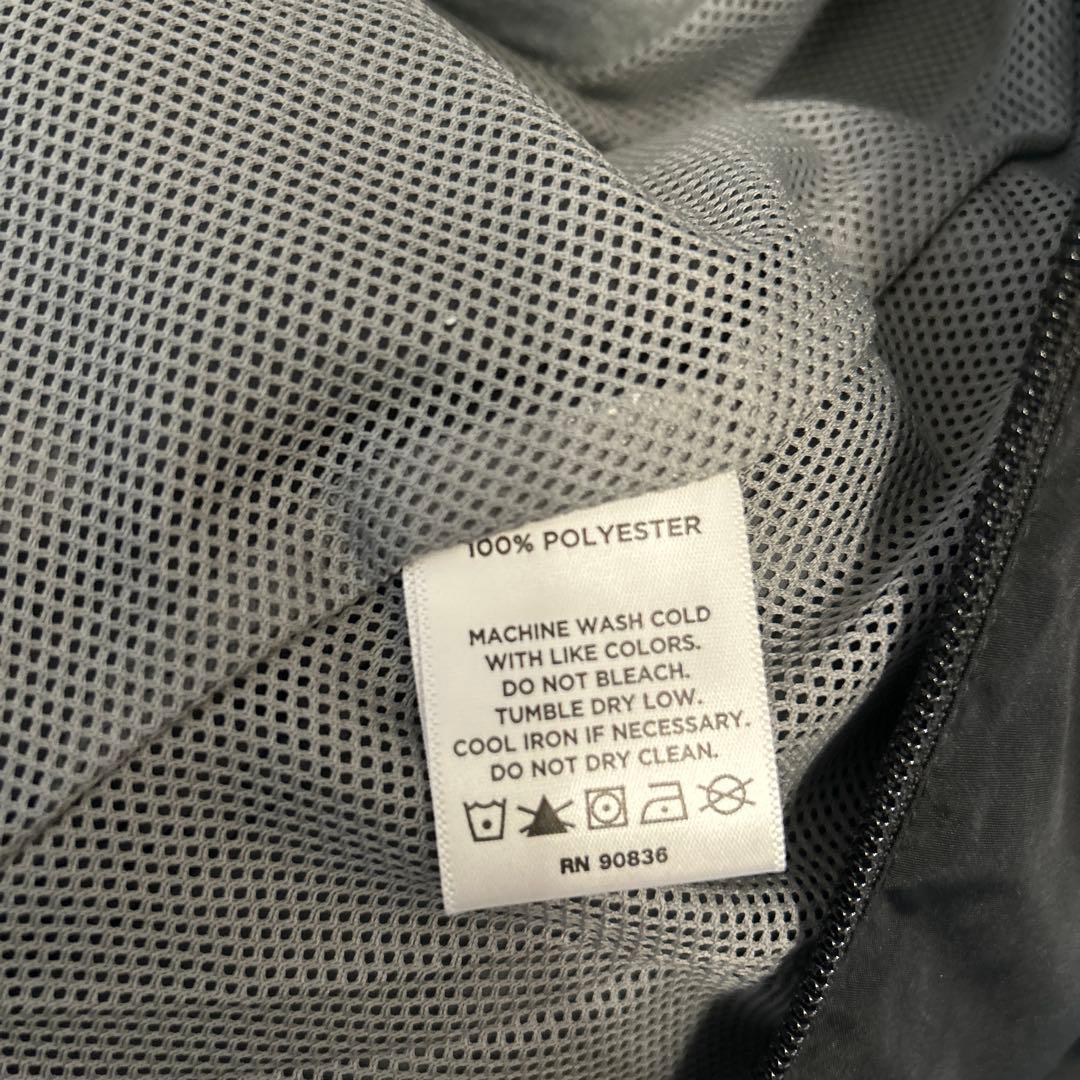 100% POLYESTER
MACHINE WASH COLD
WITH LIKE COLORS.
DO NOT BLEACH.
TUMBLE DRY LOW.
COOL IRON IF NECESSARY.
DO NOT DRY CLEAN.
RN 90836